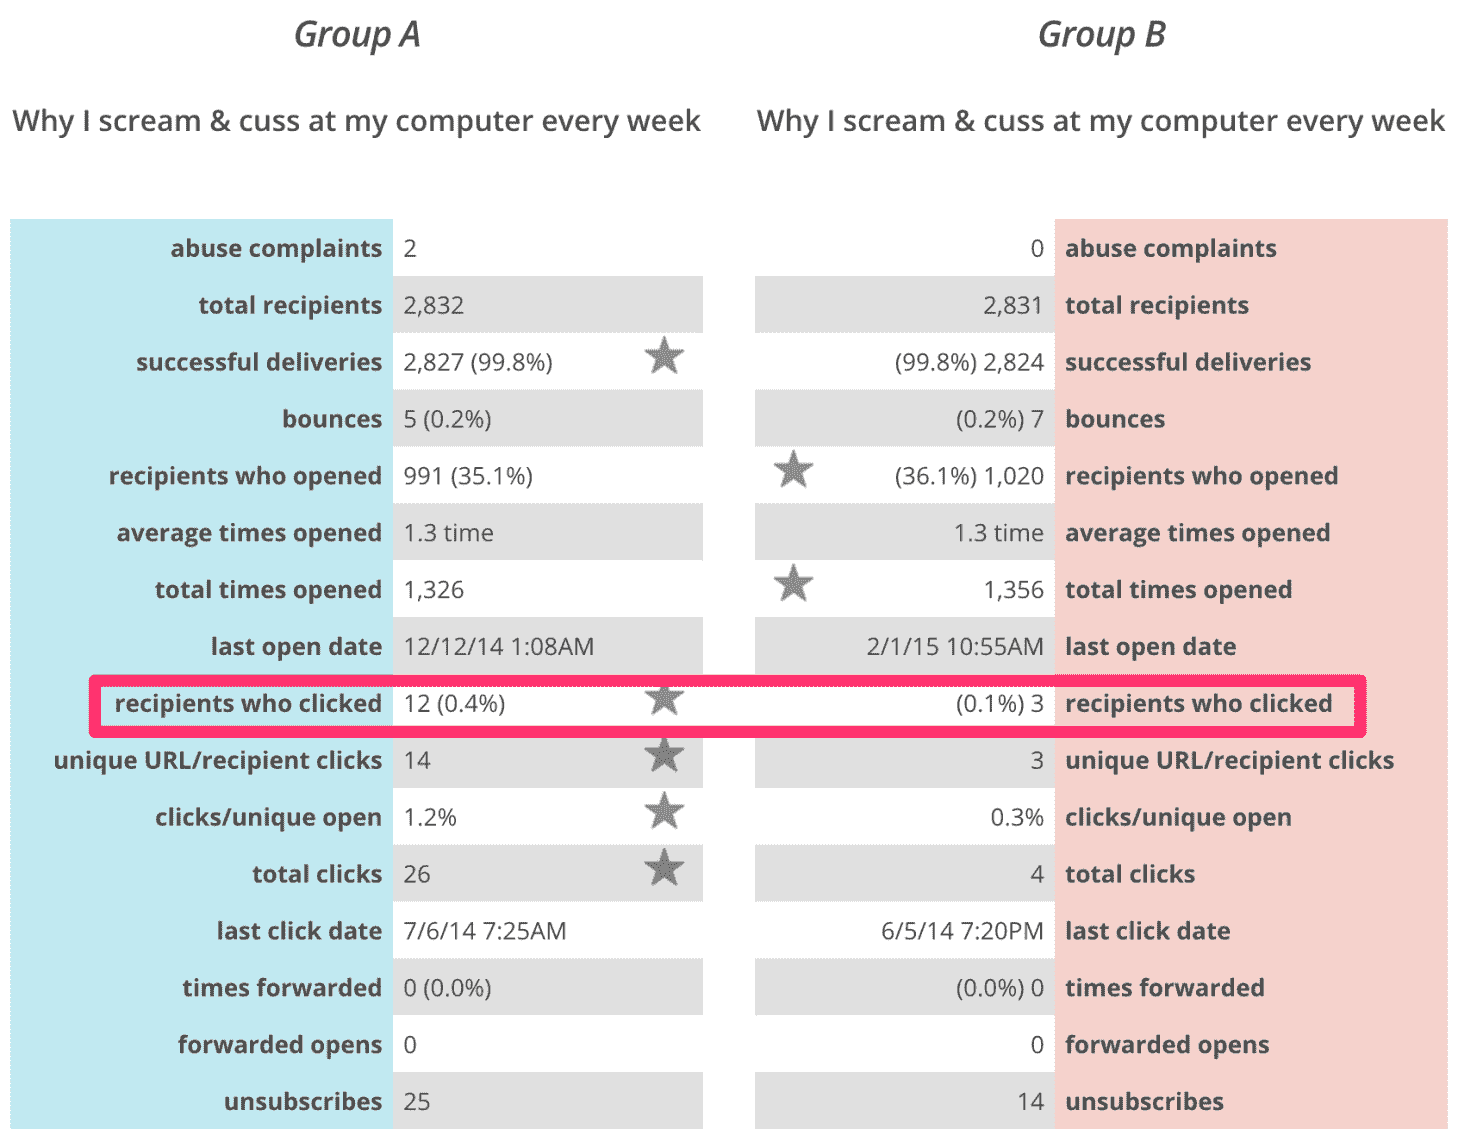 Group A Group B
Why I scream & cuss at my computer every week Why I scream & cuss at my computer every week
abuse complaints 2 0 abuse complaints
total recipients 2,832 2,831 total recipients
successful deliveries 2,827 (99.8%) (99.8%) 2,824 successful deliveries
bounces 5 (0.2%) (0.2%) 7 bounces
recipients who opened 991 (35.1%) (36.1%) 1,020 recipients who opened
average times opened 1.3 time 1.3 time average times opened
total times opened 1,326 1,356 total times opened
last open date 12/12/14 1:08AM 2/1/15 10:55AM last open date
recipients who clicked 12 (0.4%) (0.1%) 3 recipients who clicked
unique URL/recipient clicks 14 3 unique URL/recipient clicks
clicks/unique open 1.2% 0.3% clicks/unique open
total clicks 26 4 total clicks
last click date 7/6/14 7:25AM 6/5/14 7:20PM last click date
times forwarded 0 (0.0%) (0.0%) 0 times forwarded
forwarded opens 0 0 forwarded opens
unsubscribes 25 14 unsubscribes